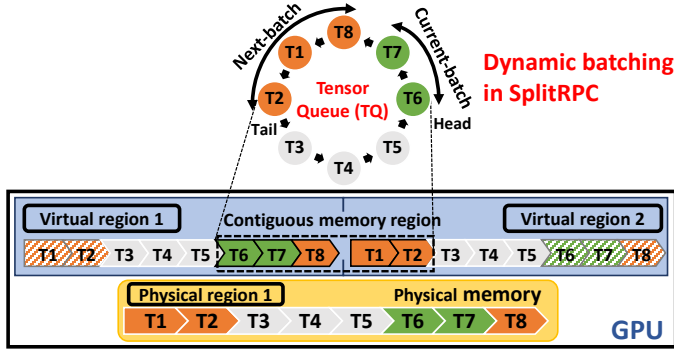 Next-batch
Current-batch
T8
T1
T7
T2
T6
Tensor
Queue (TQ)
Tail
Head
T3
T5
T4
Dynamic batching
in SplitRPC
Virtual region 1
Contiguous memory region
Virtual region 2
T1 T2 T3 T4 T5 T6 T7 T8 T1 T2 T3 T4 T5 T6 T7 T8
Physical region 1
Physical memory
T1 T2 T3 T4 T5 T6 T7 T8
GPU